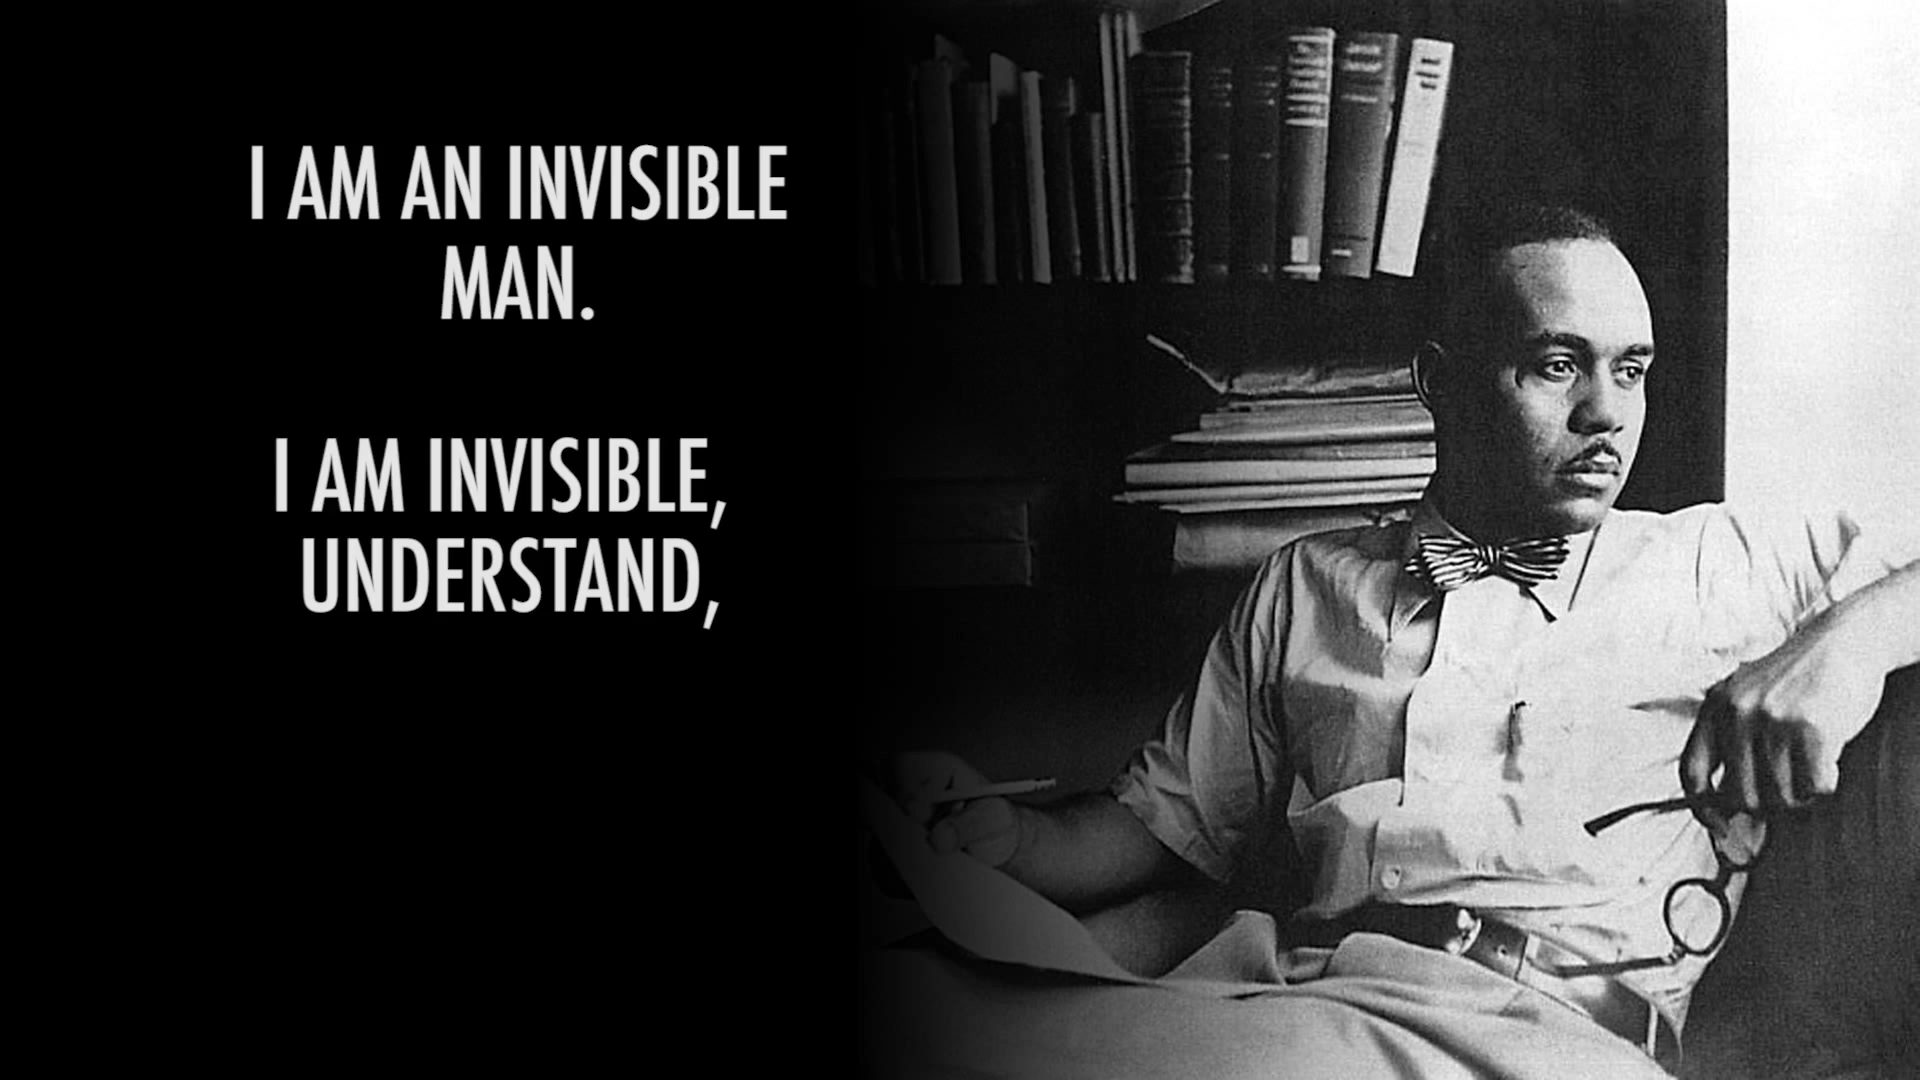 I AM AN INVISIBLE
MAN.
I AM INVISIBLE,
UNDERSTAND,